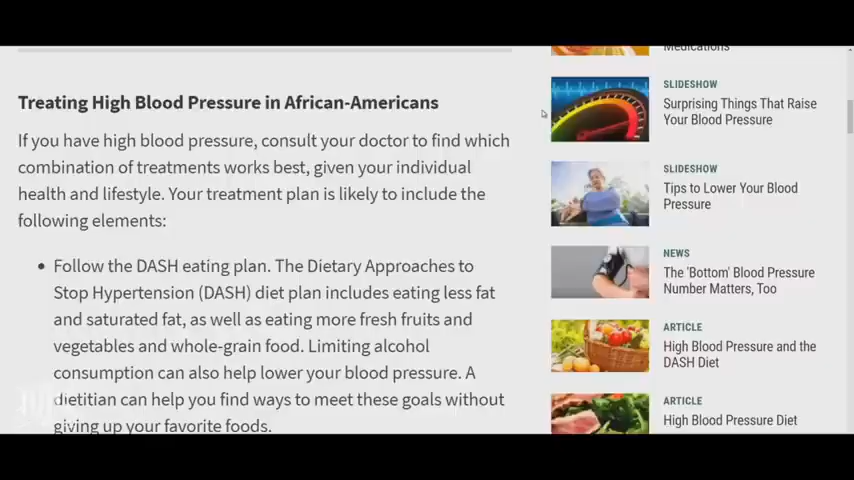 Medications
Treating High Blood Pressure in African-Americans
If you have high blood pressure, consult your doctor to find which
combination of treatments works best, given your individual
health and lifestyle. Your treatment plan is likely to include the
following elements:
• Follow the DASH eating plan. The Dietary Approaches to
Stop Hypertension (DASH) diet plan includes eating less fat
and saturated fat, as well as eating more fresh fruits and
vegetables and whole-grain food. Limiting alcohol
consumption can also help lower your blood pressure. A
dietitian can help you find ways to meet these goals without
giving up your favorite foods.
SLIDESHOW
Surprising Things That Raise
Your Blood Pressure
SLIDESHOW
Tips to Lower Your Blood
Pressure
NEWS
The 'Bottom' Blood Pressure
Number Matters, Too
ARTICLE
High Blood Pressure and the
DASH Diet
ARTICLE
High Blood Pressure Diet